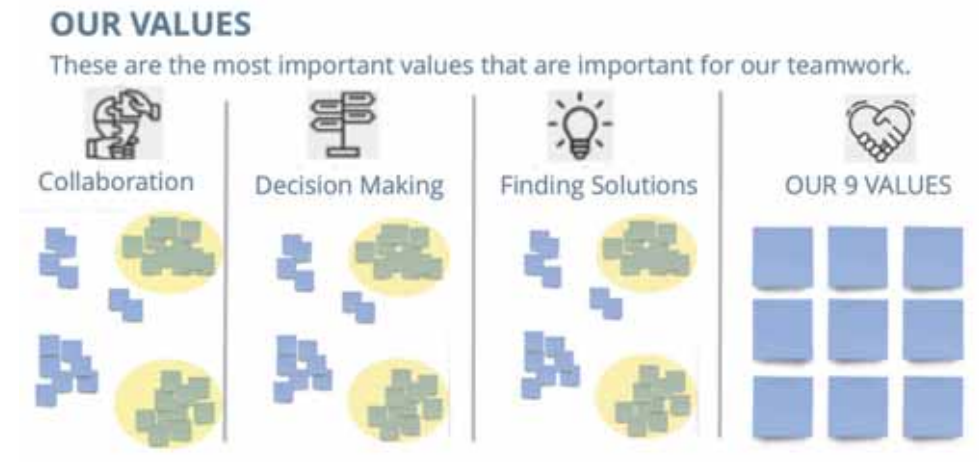 OUR VALUES
These are the most important values that are important for our teamwork.
Collaboration
Decision Making
Finding Solutions
OUR 9 VALUES